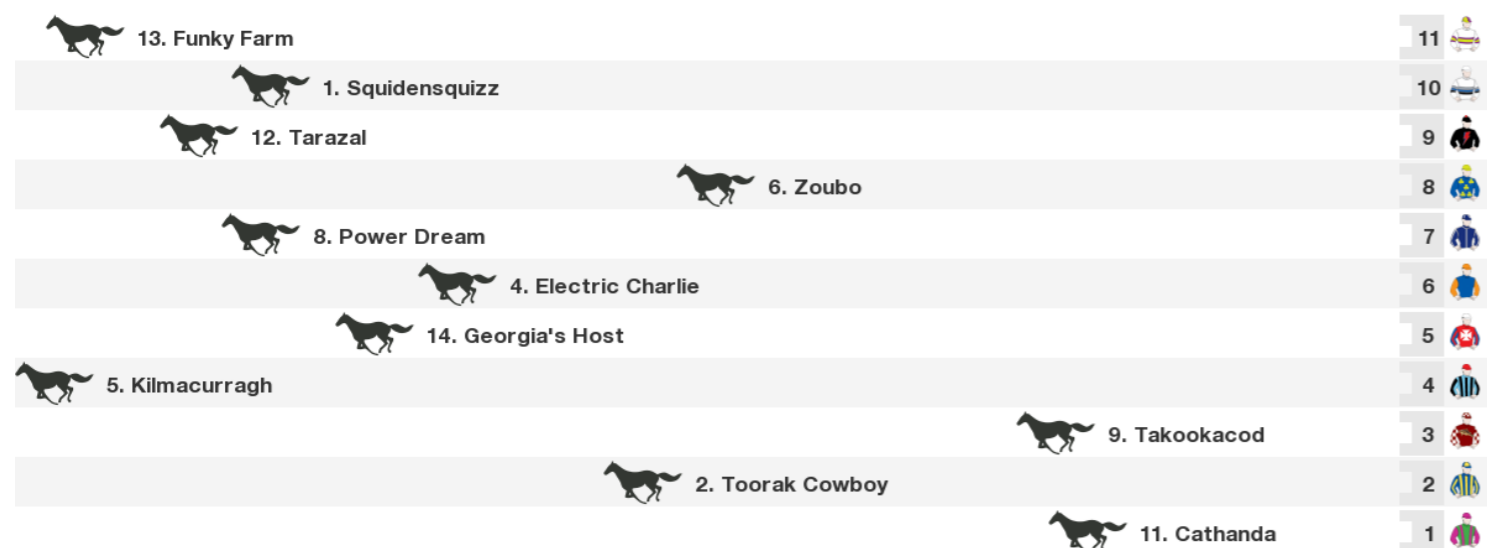 13. Funky Farm 11
1. Squidensquizz 10
12. Tarazal 9
6. Zoubo 8
8. Power Dream 7
4. Electric Charlie 6
14. Georgia's Host 5
5. Kilmacurragh 4
9. Takookacod 3
2. Toorak Cowboy 2
11. Cathanda 1